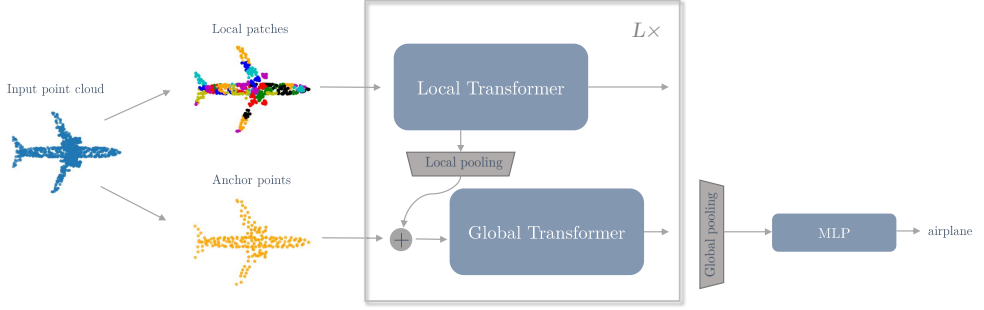 Input point cloud
Local patches
Anchor points
L×
Local Transformer
Local pooling
+
Global Transformer
Global pooling
MLP
airplane